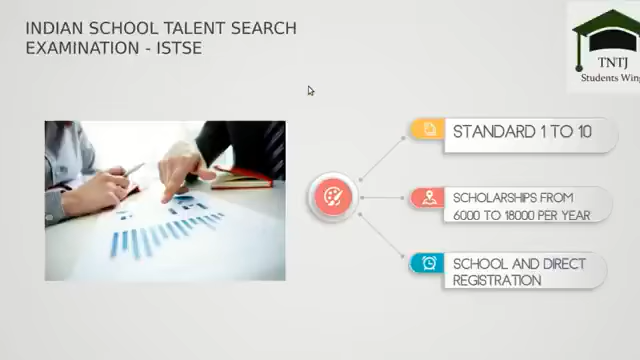 INDIAN SCHOOL TALENT SEARCH
EXAMINATION - ISTSE
TNTJ
Students Wing
STANDARD 1 TO 10
SCHOLARSHIPS FROM
6000 TO 18000 PER YEAR
SCHOOL AND DIRECT
REGISTRATION